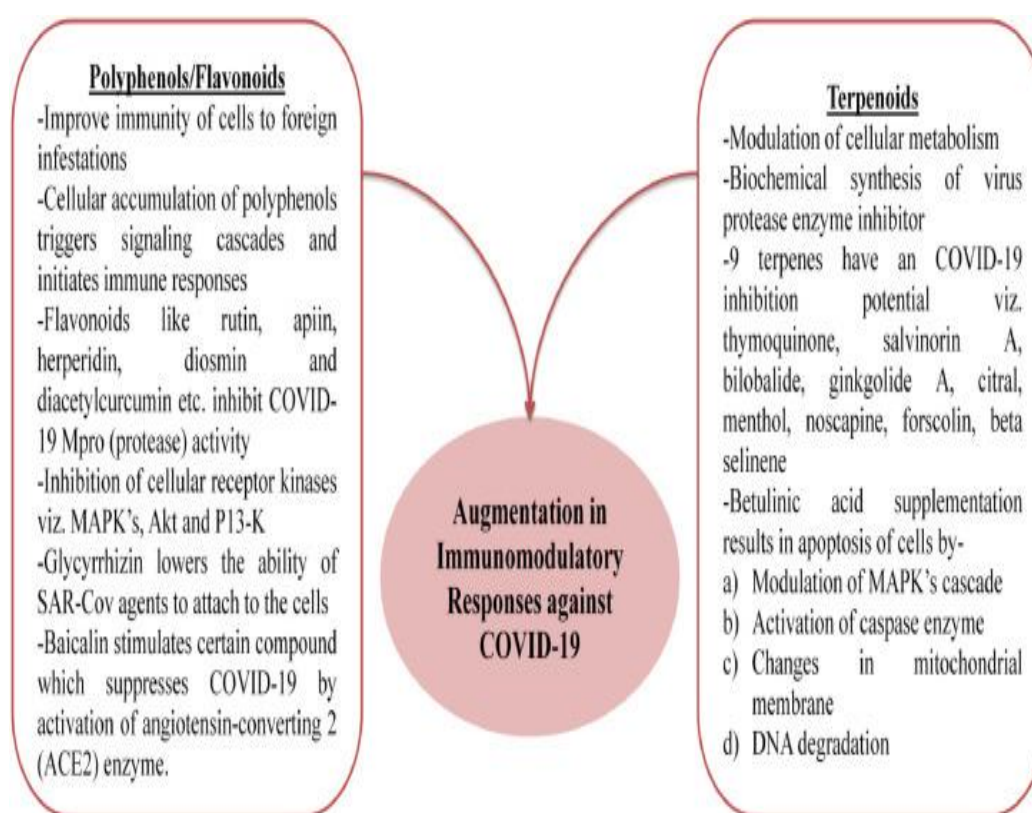 Polyphenols/Flavonoids
-Improve immunity of cells to foreign
infestations
-Cellular accumulation of polyphenols
triggers signaling cascades and
initiates immune responses
-Flavonoids like rutin, apiin,
herperidin, diosmin and
diacetylcurcumin etc. inhibit COVID-
19 Mpro (protease) activity
-Inhibition of cellular receptor kinases
viz. MAPK's, Akt and P13-K
-Glycyrrhizin lowers the ability of
SAR-Cov agents to attach to the cells
-Baicalin stimulates certain compound
which suppresses COVID-19 by
activation of angiotensin-converting 2
(ACE2) enzyme.
Augmentation in
Immunomodulatory
Responses against
COVID-19
Terpenoids
-Modulation of cellular metabolism
-Biochemical synthesis of virus
protease enzyme inhibitor
-9 terpenes have an COVID-19
inhibition potential viz.
thymoquinone, salvinorin A,
bilobalide, ginkgolide A, citral,
menthol, noscapine, forscolin, beta
selinene
-Betulinic acid supplementation
results in apoptosis of cells by-
a) Modulation of MAPK's cascade
b) Activation of caspase enzyme
c) Changes in mitochondrial
membrane
d) DNA degradation